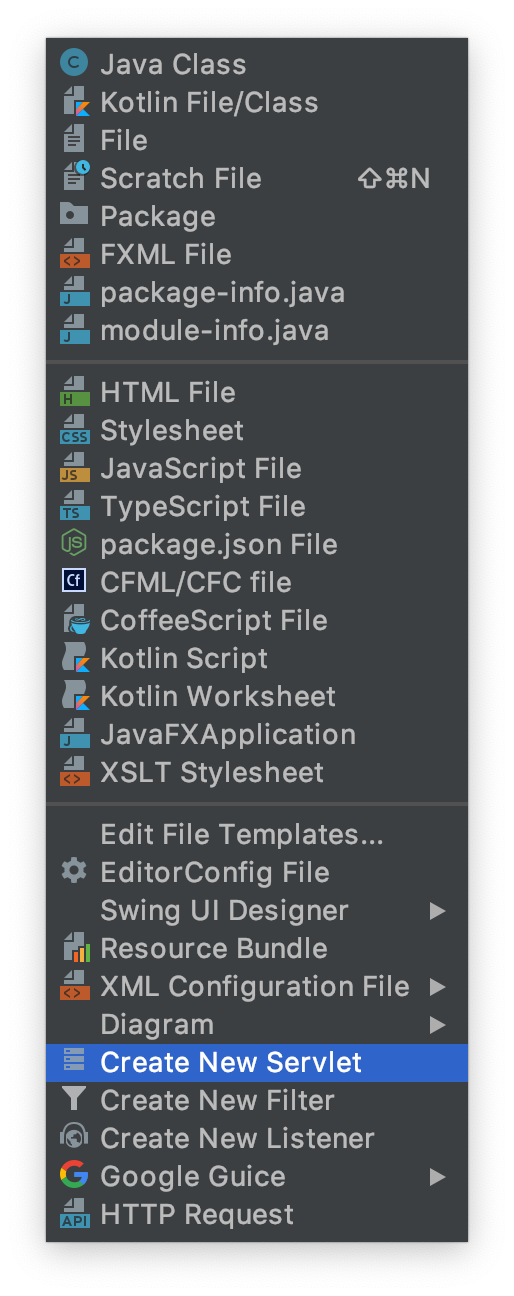 Java Class
Kotlin File/Class
File
Scratch File ⇧⌘N
Package
FXML File
package-info.java
module-info.java
HTML File
Stylesheet
JavaScript File
TypeScript File
package.json File
CFML/CFC file
CoffeeScript File
Kotlin Script
Kotlin Worksheet
JavaFXApplication
XSLT Stylesheet
Edit File Templates...
EditorConfig File
Swing UI Designer
Resource Bundle
XML Configuration File
Diagram
Create New Servlet
Create New Filter
Create New Listener
Google Guice
HTTP Request